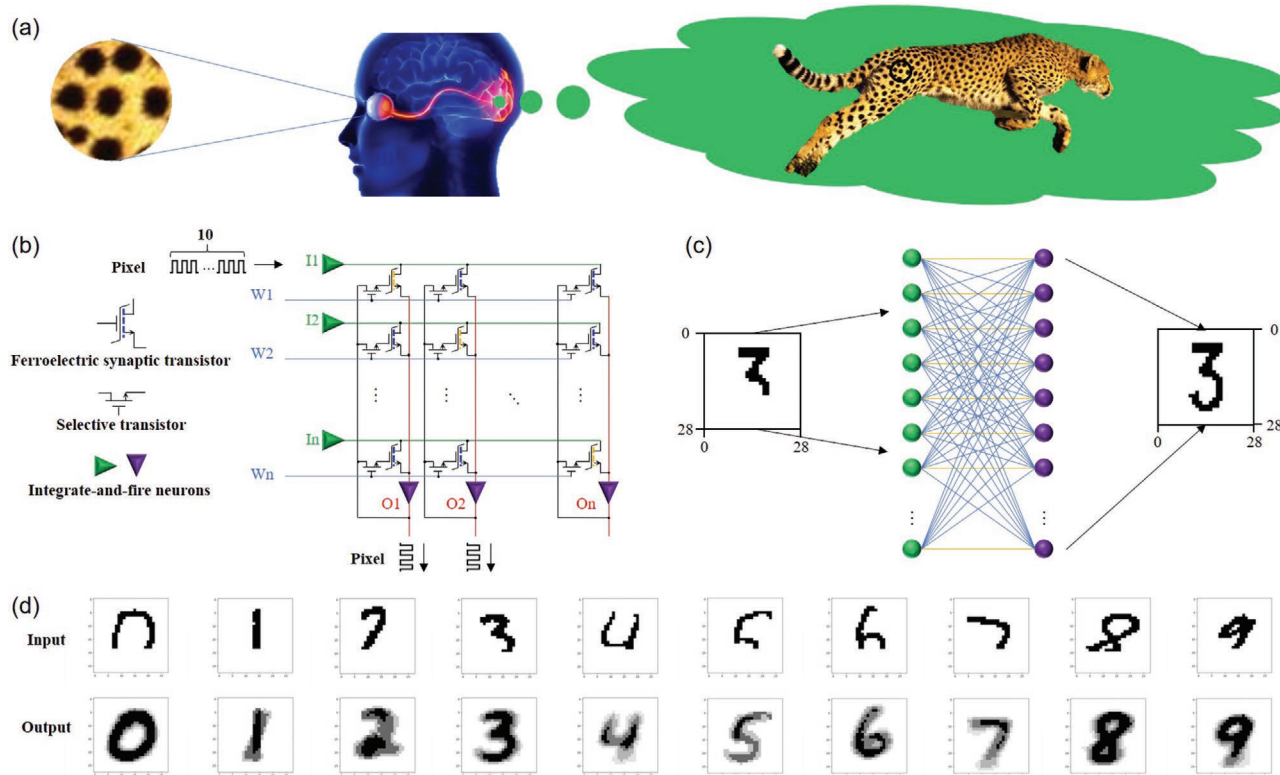 (a)
(b)
10
Pixel
Ferroelectric synaptic transistor
Selective transistor
Integrate-and-fire neurons
I1
W1
I2
W2
In
Wn
O1 O2 On
Pixel
(c)
0
28
0 28
0
28
0 28
(d)
Input
Output